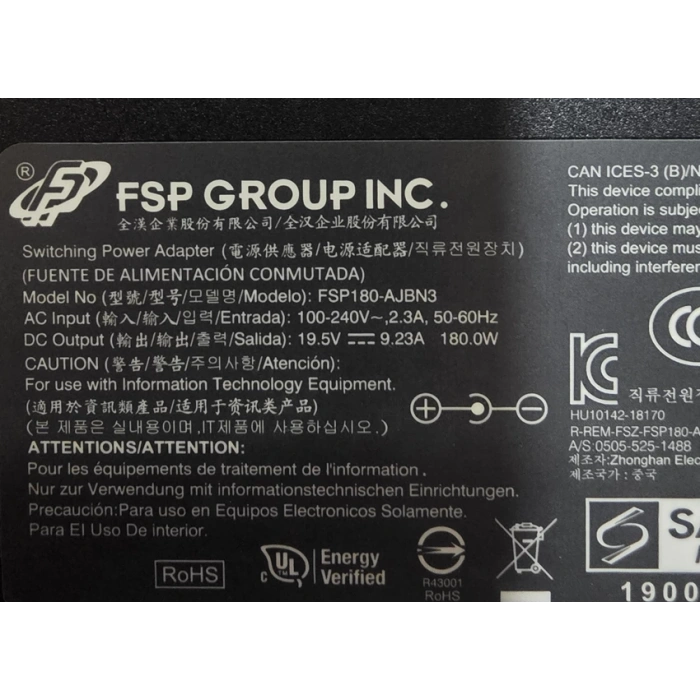 ®
FSP GROUP INC.
全漢企業股份有限公司/全汉企业股份有限公司
Switching Power Adapter (電源供應器/电源适配器/직류전원장치)
(FUENTE DE ALIMENTACIÓN CONMUTADA)
Model No (型號/型号/모델명/Modelo): FSP180-AJBN3
AC Input (輸入/输入/입력/Entrada): 100-240V~,2.3A, 50-60Hz
DC Output (輸出/输出/출력/Salida): 19.5V ⎓ 9.23A 180.0W
CAUTION (警告/警告/주의사항/Atención):
For use with Information Technology Equipment.
(適用於資訊類產品/适用于资讯类产品)
(본 제품은 실내용이며,IT제품에 사용하십시오.)
ATTENTIONS/ATTENTION:
Pour les équipements de traitement de l'information.
Nur zur Verwendung mit informationstechnischen Einrichtungen.
Precaución:Para uso en Equipos Electronicos Solamente.
Para El Uso De interior.
RoHS
c UL
Energy
Verified
R43001
RoHS
CAN ICES-3 (B)/N
This device compli
Operation is subje
(1) this device may
(2) this device mus
including interfere
직류전원
HU10142-18170
R-REM-FSZ-FSP180-A
A/S:0505-525-1488
제조자:Zhonghan Elec
제조국가: 중국
1900